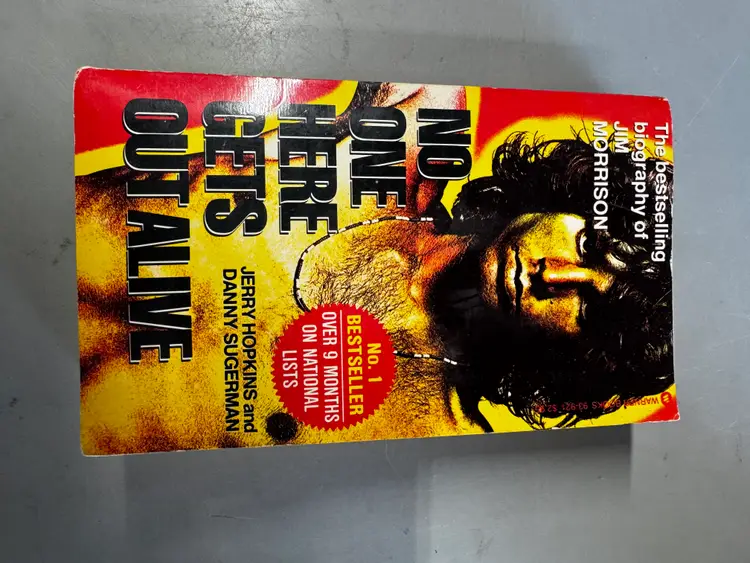 The bestselling
biography of
JIM
MORRISON
NO
ONE
HERE
GETS
OUT ALIVE
No. 1
BESTSELLER
OVER 9 MONTHS
ON NATIONAL
LISTS
JERRY HOPKINS and
DANNY SUGERMAN